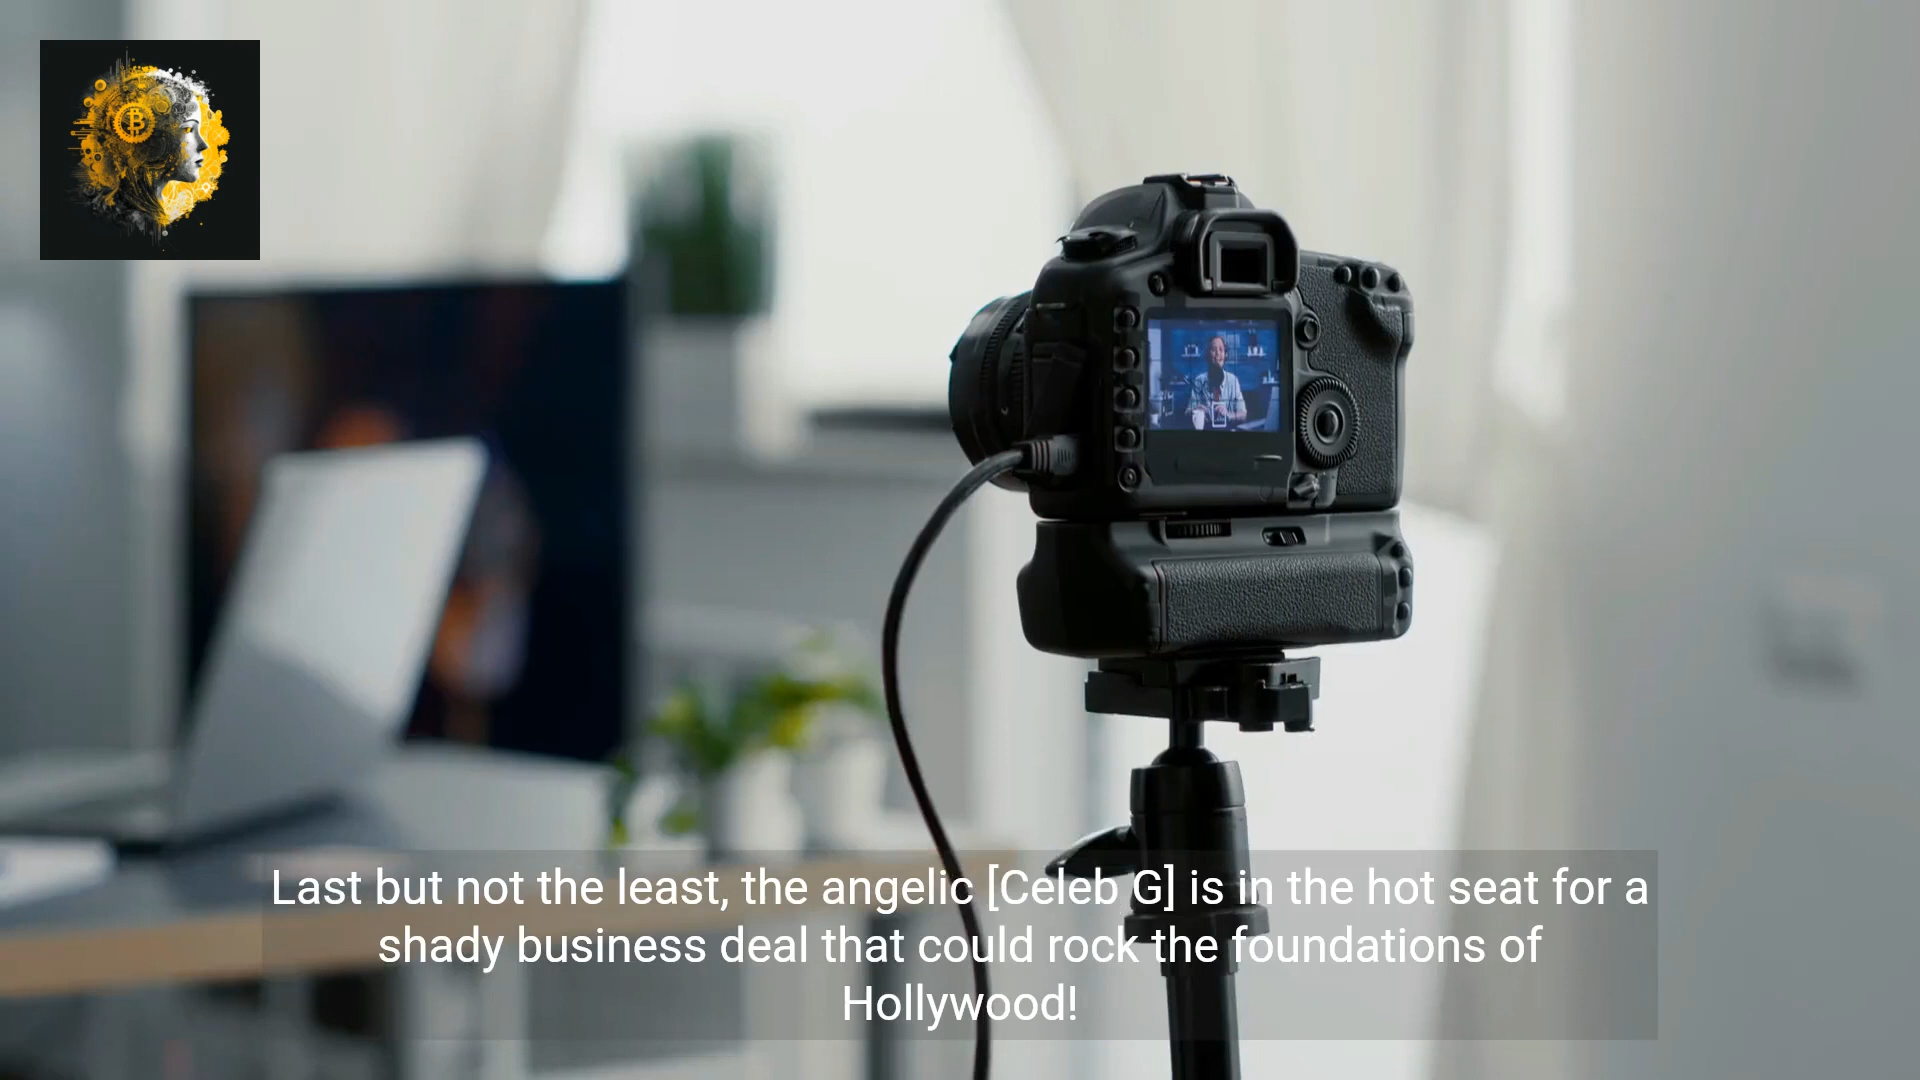 Last but not the least, the angelic [Celeb G] is in the hot seat for a
shady business deal that could rock the foundations of
Hollywood!